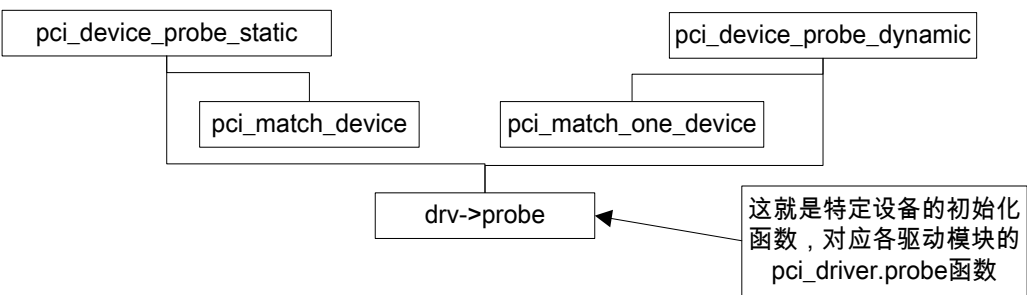 pci_device_probe_static
pci_device_probe_dynamic
pci_match_device
pci_match_one_device
drv->probe
这就是特定设备的初始化
函数，对应各驱动模块的
pci_driver.probe函数